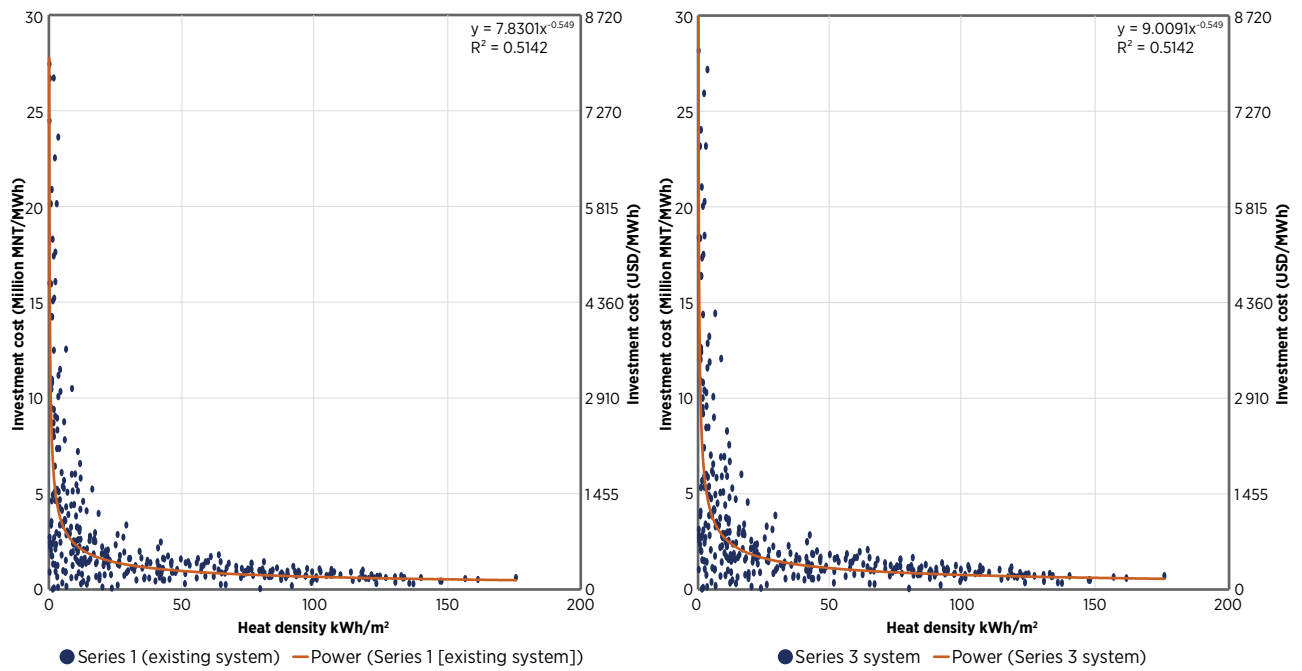 y = 7.8301x^-0.549
R² = 0.5142
30
25
20
15
10
5
0
8 720
7 270
5 815
4 360
2 910
1 455
0
Investment cost (Million MNT/MWh)
Investment cost (USD/MWh)
0 50 100 150 200
Heat density kWh/m²
Series 1 (existing system) Power (Series 1 [existing system])
y = 9.0091x^-0.549
R² = 0.5142
30
25
20
15
10
5
0
8 720
7 270
5 815
4 360
2 910
1 455
0
Investment cost (Million MNT/MWh)
Investment cost (USD/MWh)
0 50 100 150 200
Heat density kWh/m²
Series 3 system Power (Series 3 system)